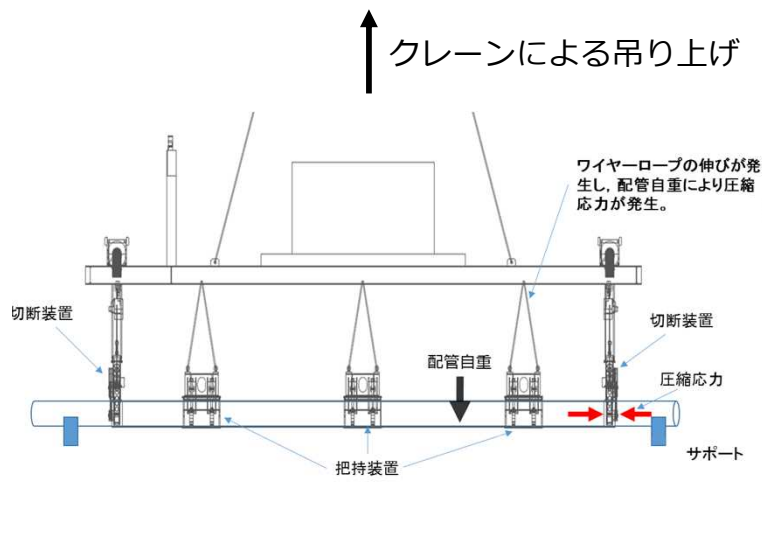 クレーンによる吊り上げ
ワイヤーロープの伸びが発
生し，配管自重により圧縮
応力が発生。
切断装置
切断装置
配管自重
圧縮応力
サポート
把持装置